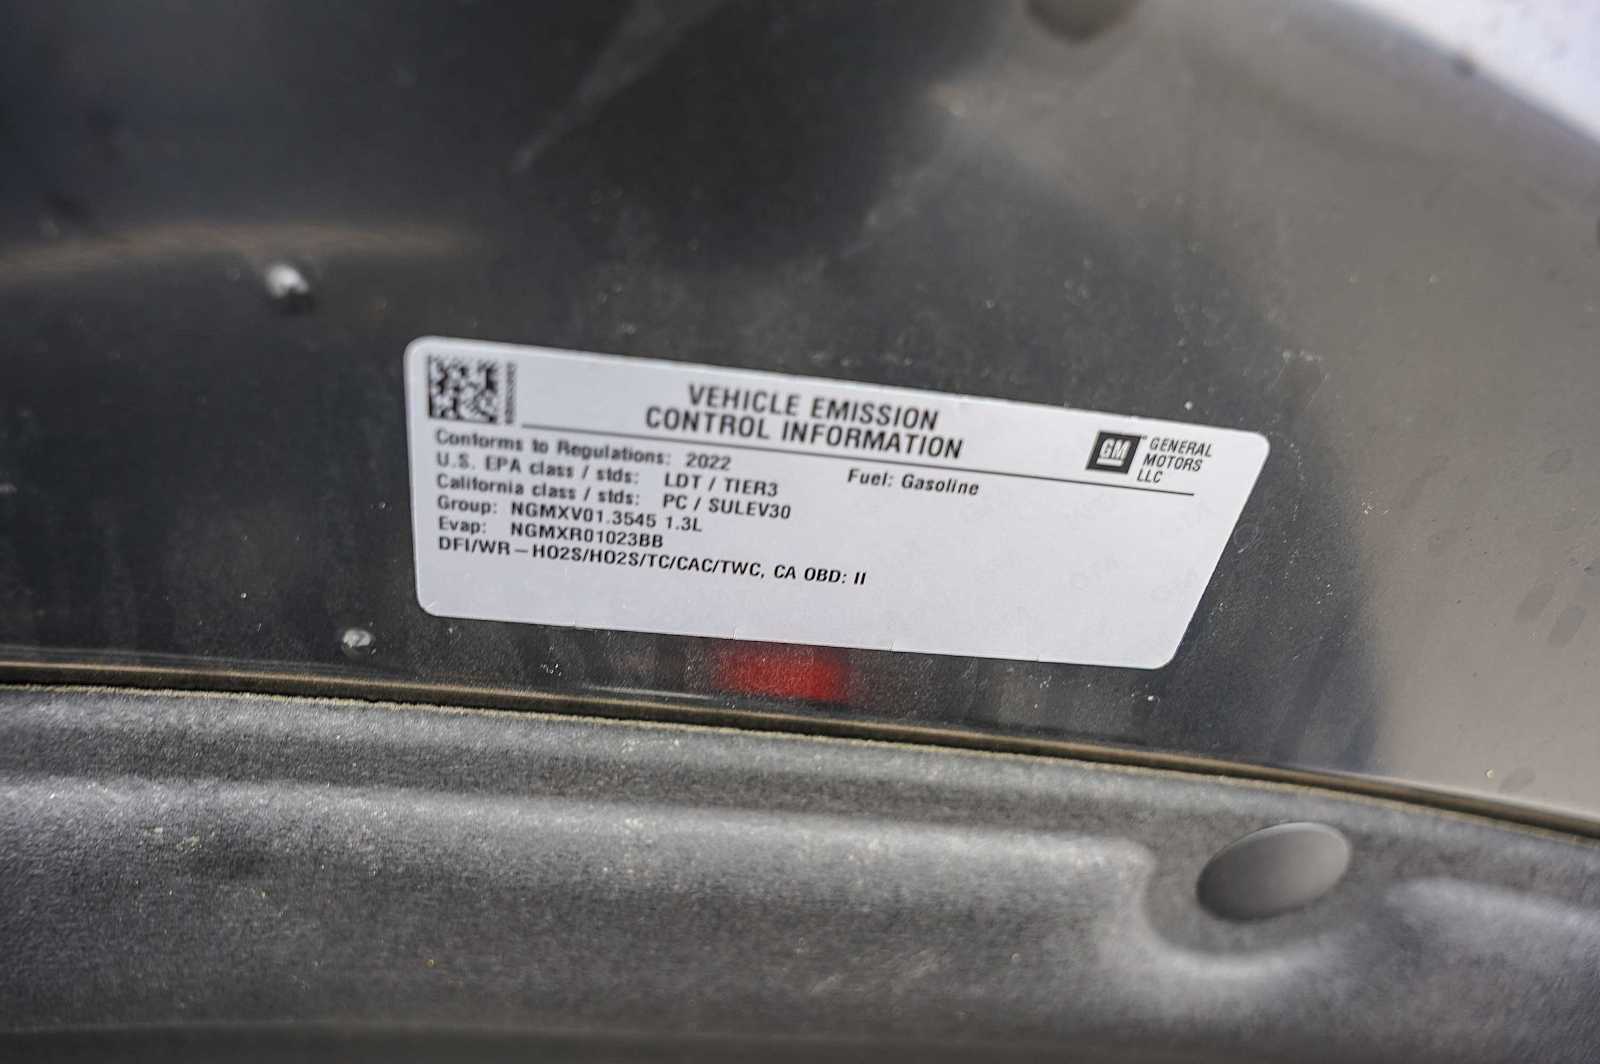 VEHICLE EMISSION
CONTROL INFORMATION
GM GENERAL
MOTORS
LLC
Conforms to Regulations: 2022
Fuel: Gasoline
U.S. EPA class / stds: LDT / TIER3
California class / stds: PC / SULEV30
Group: NGMXV01.3545 1.3L
Evap: NGMXR01023BB
DFI/WR-HO2S/HO2S/TC/CAC/TWC, CA OBD: II